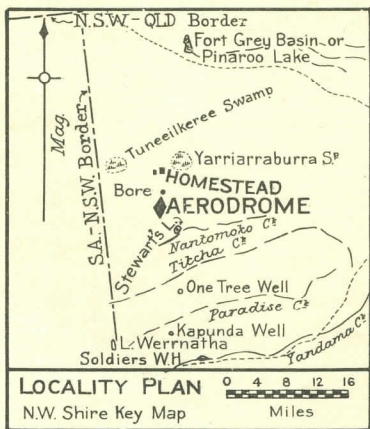 N.S.W.-QLD Border
Fort Grey Basin or
Pinaroo Lake
Mag.
S.A.-N.S.W. Border
Tuneeilkeree Swamp
Yarriarraburra Sp
Bore
HOMESTEAD
AERODROME
Stewart's L.
Nantomoko Ck
Titcha Ck
One Tree Well
Paradise Ck
Kapunda Well
L. Werrnatha
Yandama Ck
Soldiers W.H
LOCALITY PLAN
N.W. Shire Key Map
0 4 8 12 16
Miles